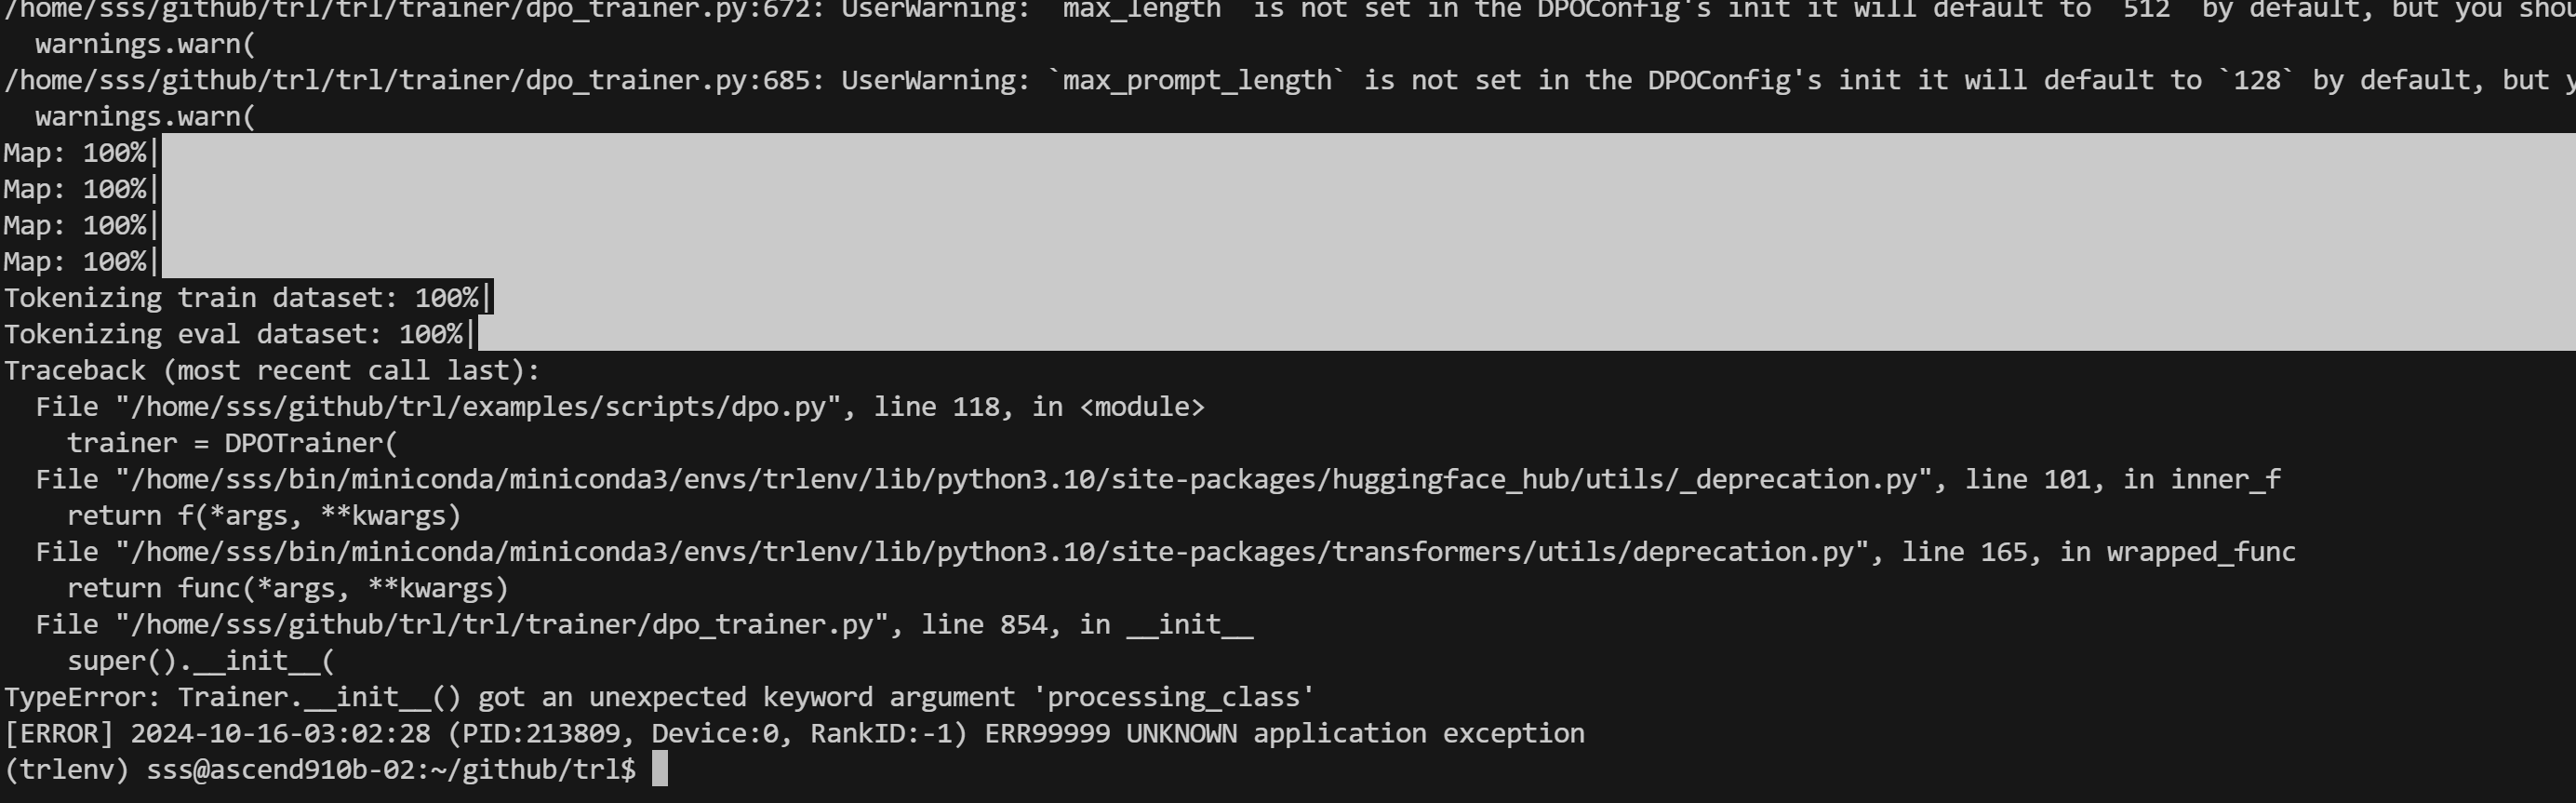 /home/sss/github/trl/trl/trainer/dpo_trainer.py:672: UserWarning: `max_length` is not set in the DPOConfig's init it will default to `512` by default, but you
  warnings.warn(
/home/sss/github/trl/trl/trainer/dpo_trainer.py:685: UserWarning: `max_prompt_length` is not set in the DPOConfig's init it will default to `128` by default, but
  warnings.warn(
Map: 100%|
Map: 100%|
Map: 100%|
Map: 100%|
Tokenizing train dataset: 100%|
Tokenizing eval dataset: 100%|
Traceback (most recent call last):
  File "/home/sss/github/trl/examples/scripts/dpo.py", line 118, in <module>
    trainer = DPOTrainer(
  File "/home/sss/bin/miniconda/miniconda3/envs/trlenv/lib/python3.10/site-packages/huggingface_hub/utils/_deprecation.py", line 101, in inner_f
    return f(*args, **kwargs)
  File "/home/sss/bin/miniconda/miniconda3/envs/trlenv/lib/python3.10/site-packages/transformers/utils/deprecation.py", line 165, in wrapped_func
    return func(*args, **kwargs)
  File "/home/sss/github/trl/trl/trainer/dpo_trainer.py", line 854, in __init__
    super().__init__(
TypeError: Trainer.__init__() got an unexpected keyword argument 'processing_class'
[ERROR] 2024-10-16-03:02:28 (PID:213809, Device:0, RankID:-1) ERR99999 UNKNOWN application exception
(trlenv) sss@ascend910b-02:~/github/trl$